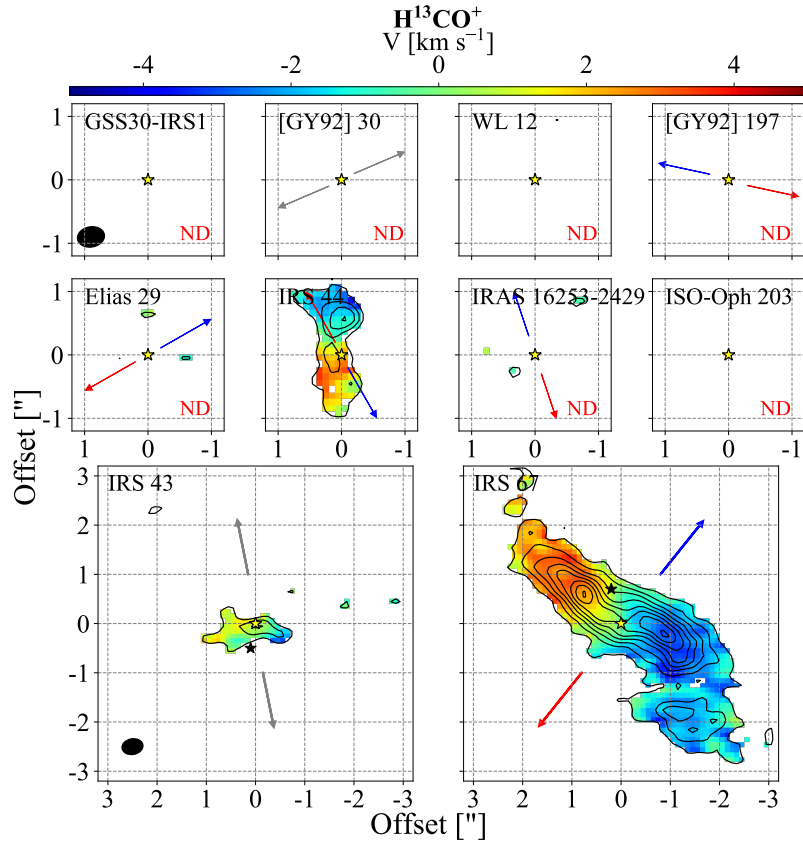 H¹³CO⁺
V [km s⁻¹]
-4 -2 0 2 4
GSS30-IRS1 [GY92] 30 WL 12 [GY92] 197
1
0
-1
ND ND ND ND
Elias 29 IRS 44 IRAS 16253-2429 ISO-Oph 203
1
0
-1
ND ND ND
1 0 -1 1 0 -1 1 0 -1 1 0 -1
Offset ["]
IRS 43 IRS 67
3
2
1
0
-1
-2
-3
3 2 1 0 -1 -2 -3 3 2 1 0 -1 -2 -3
Offset ["]